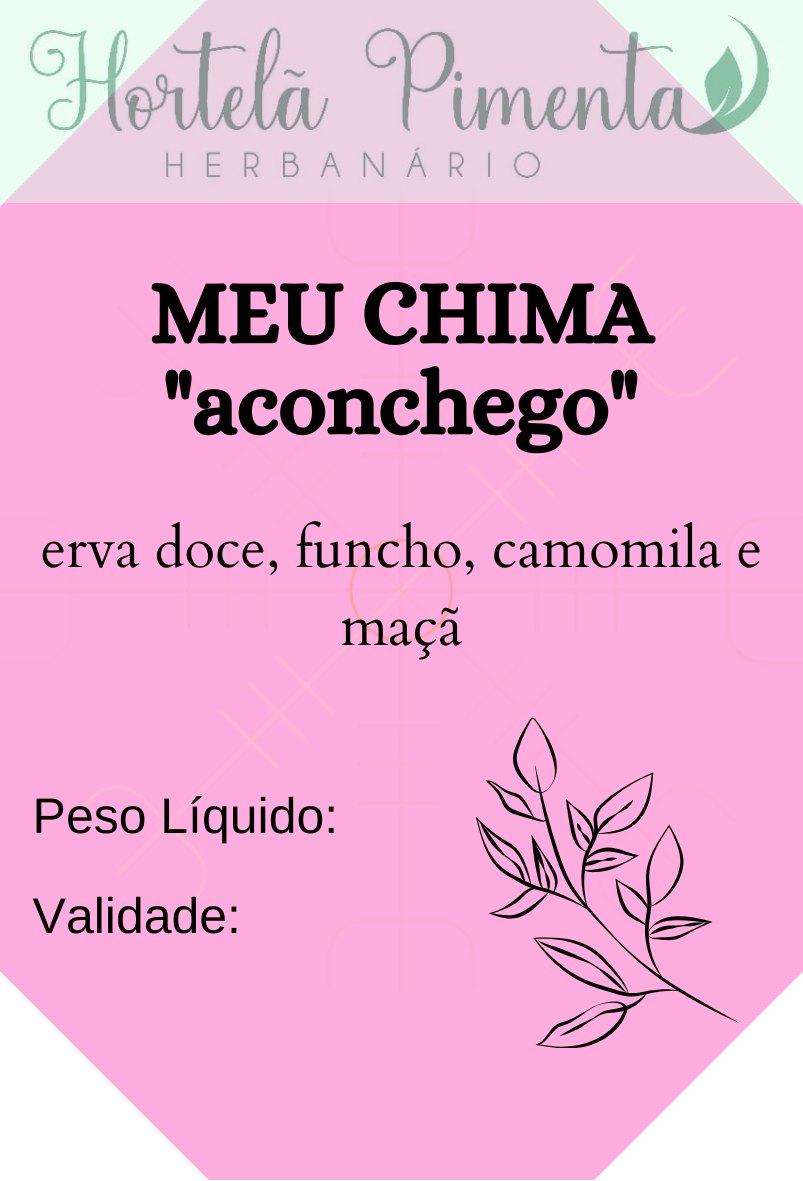 Hortelã Pimenta
HERBANÁRIO
MEU CHIMA
"aconchego"
erva doce, funcho, camomila e
maçã
Peso Líquido:
Validade: